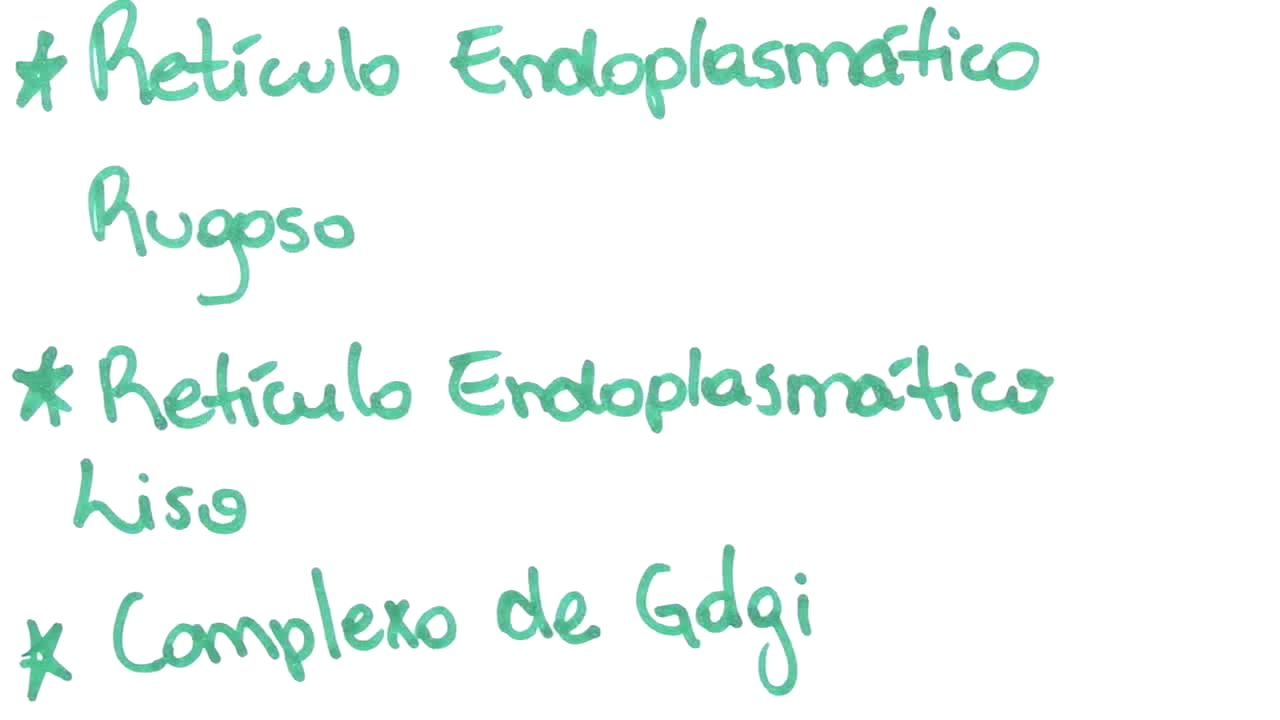 * Retículo Endoplasmático
Rugoso
* Retículo Endoplasmático
Liso
* Complexo de Golgi